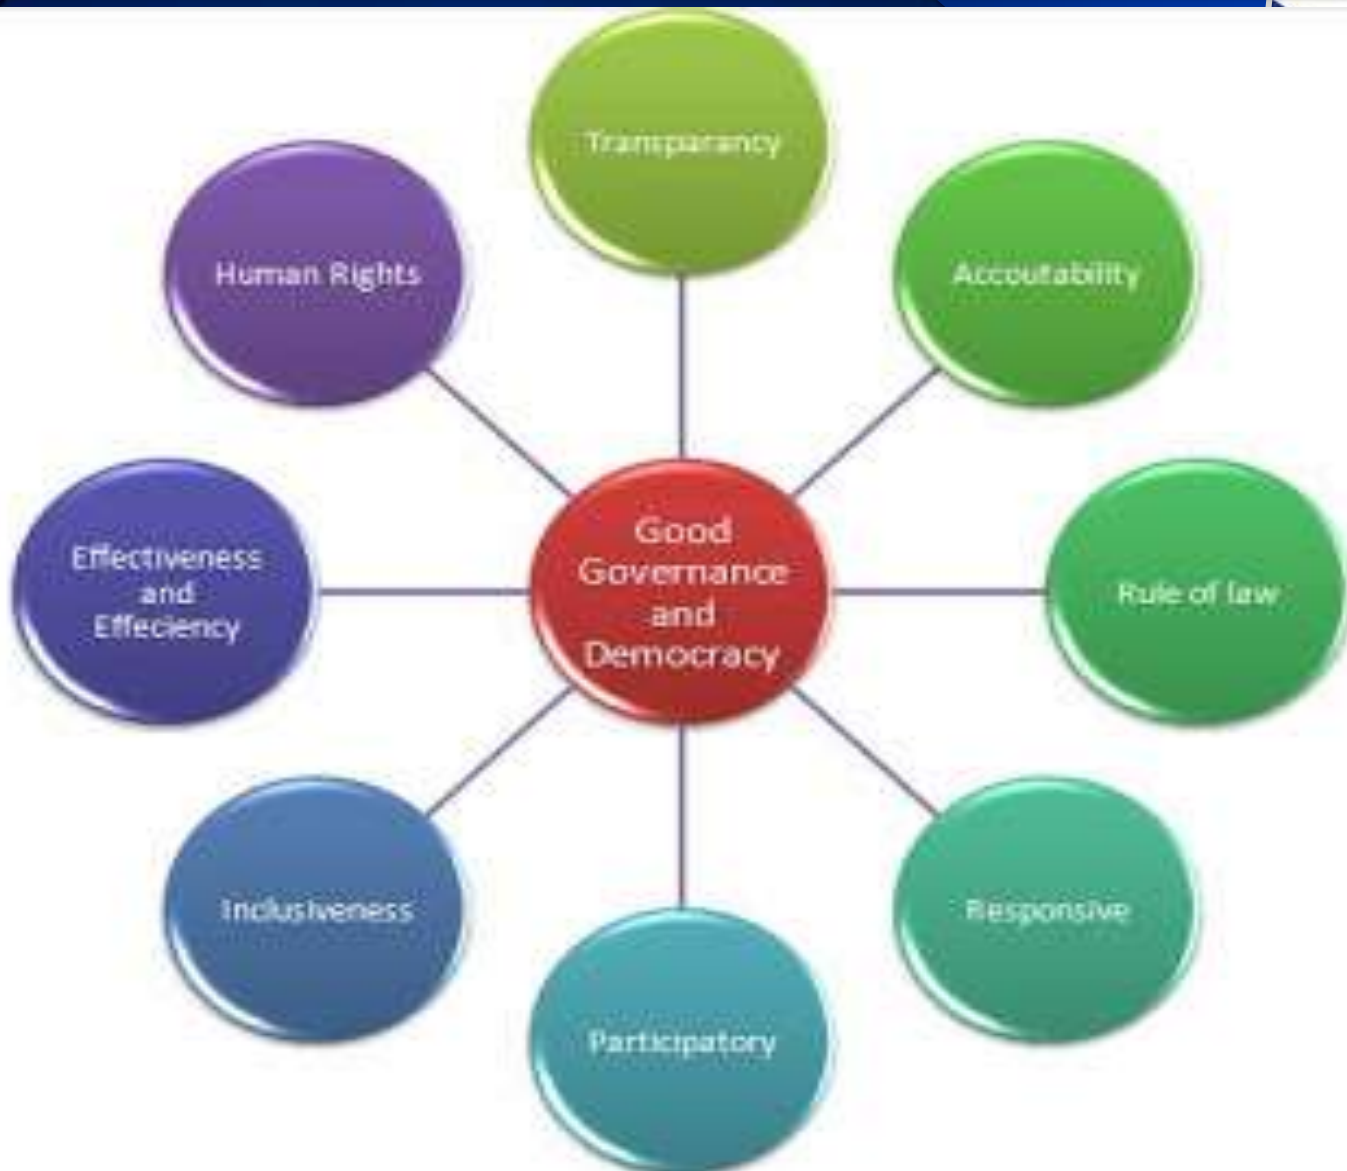 Transparancy
Human Rights
Accoutability
Good
Governance
and
Democracy
Effectiveness
and
Effeciency
Rule of law
Inclusiveness
Responsive
Participatory